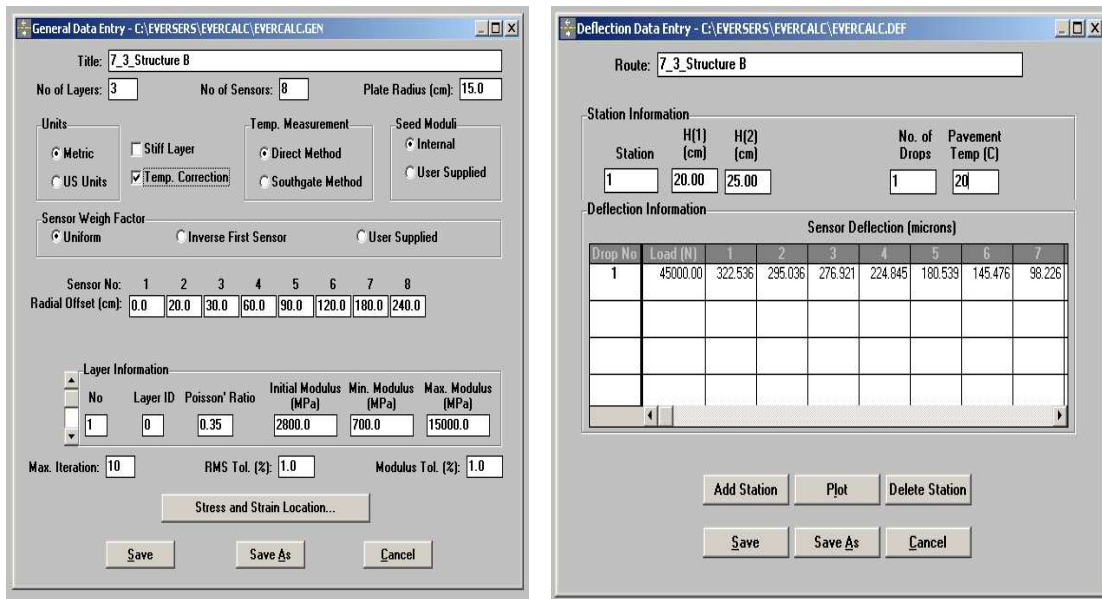 General Data Entry - C:\EVERSERS\EVERCALC\EVERCALC.GEN
Title: 7_3_Structure B
No of Layers: 3 No of Sensors: 8 Plate Radius (cm): 15.0
Units
Metric
US Units
Stiff Layer
Temp. Correction
Temp. Measurement
Direct Method
Southgate Method
Seed Moduli
Internal
User Supplied
Sensor Weigh Factor
Uniform Inverse First Sensor User Supplied
Sensor No: 1 2 3 4 5 6 7 8
Radial Offset (cm): 0.0 20.0 30.0 60.0 90.0 120.0 180.0 240.0
Layer Information
No Layer ID Poisson' Ratio Initial Modulus (MPa) Min. Modulus (MPa) Max. Modulus (MPa)
1 0 0.35 2800.0 700.0 15000.0
Max. Iteration: 10 RMS Tol. (%): 1.0 Modulus Tol. (%): 1.0
Stress and Strain Location...
Save Save As Cancel
Deflection Data Entry - C:\EVERSERS\EVERCALC\EVERCALC.DEF
Route: 7_3_Structure B
Station Information
Station H(1) (cm) H(2) (cm) No. of Drops Pavement Temp (C)
1 20.00 25.00 1 20
Deflection Information
Sensor Deflection (microns)
Drop No Load (N) 1 2 3 4 5 6 7
1 45000.00 322.536 295.036 276.921 224.845 180.539 145.476 98.226
Add Station Plot Delete Station
Save Save As Cancel